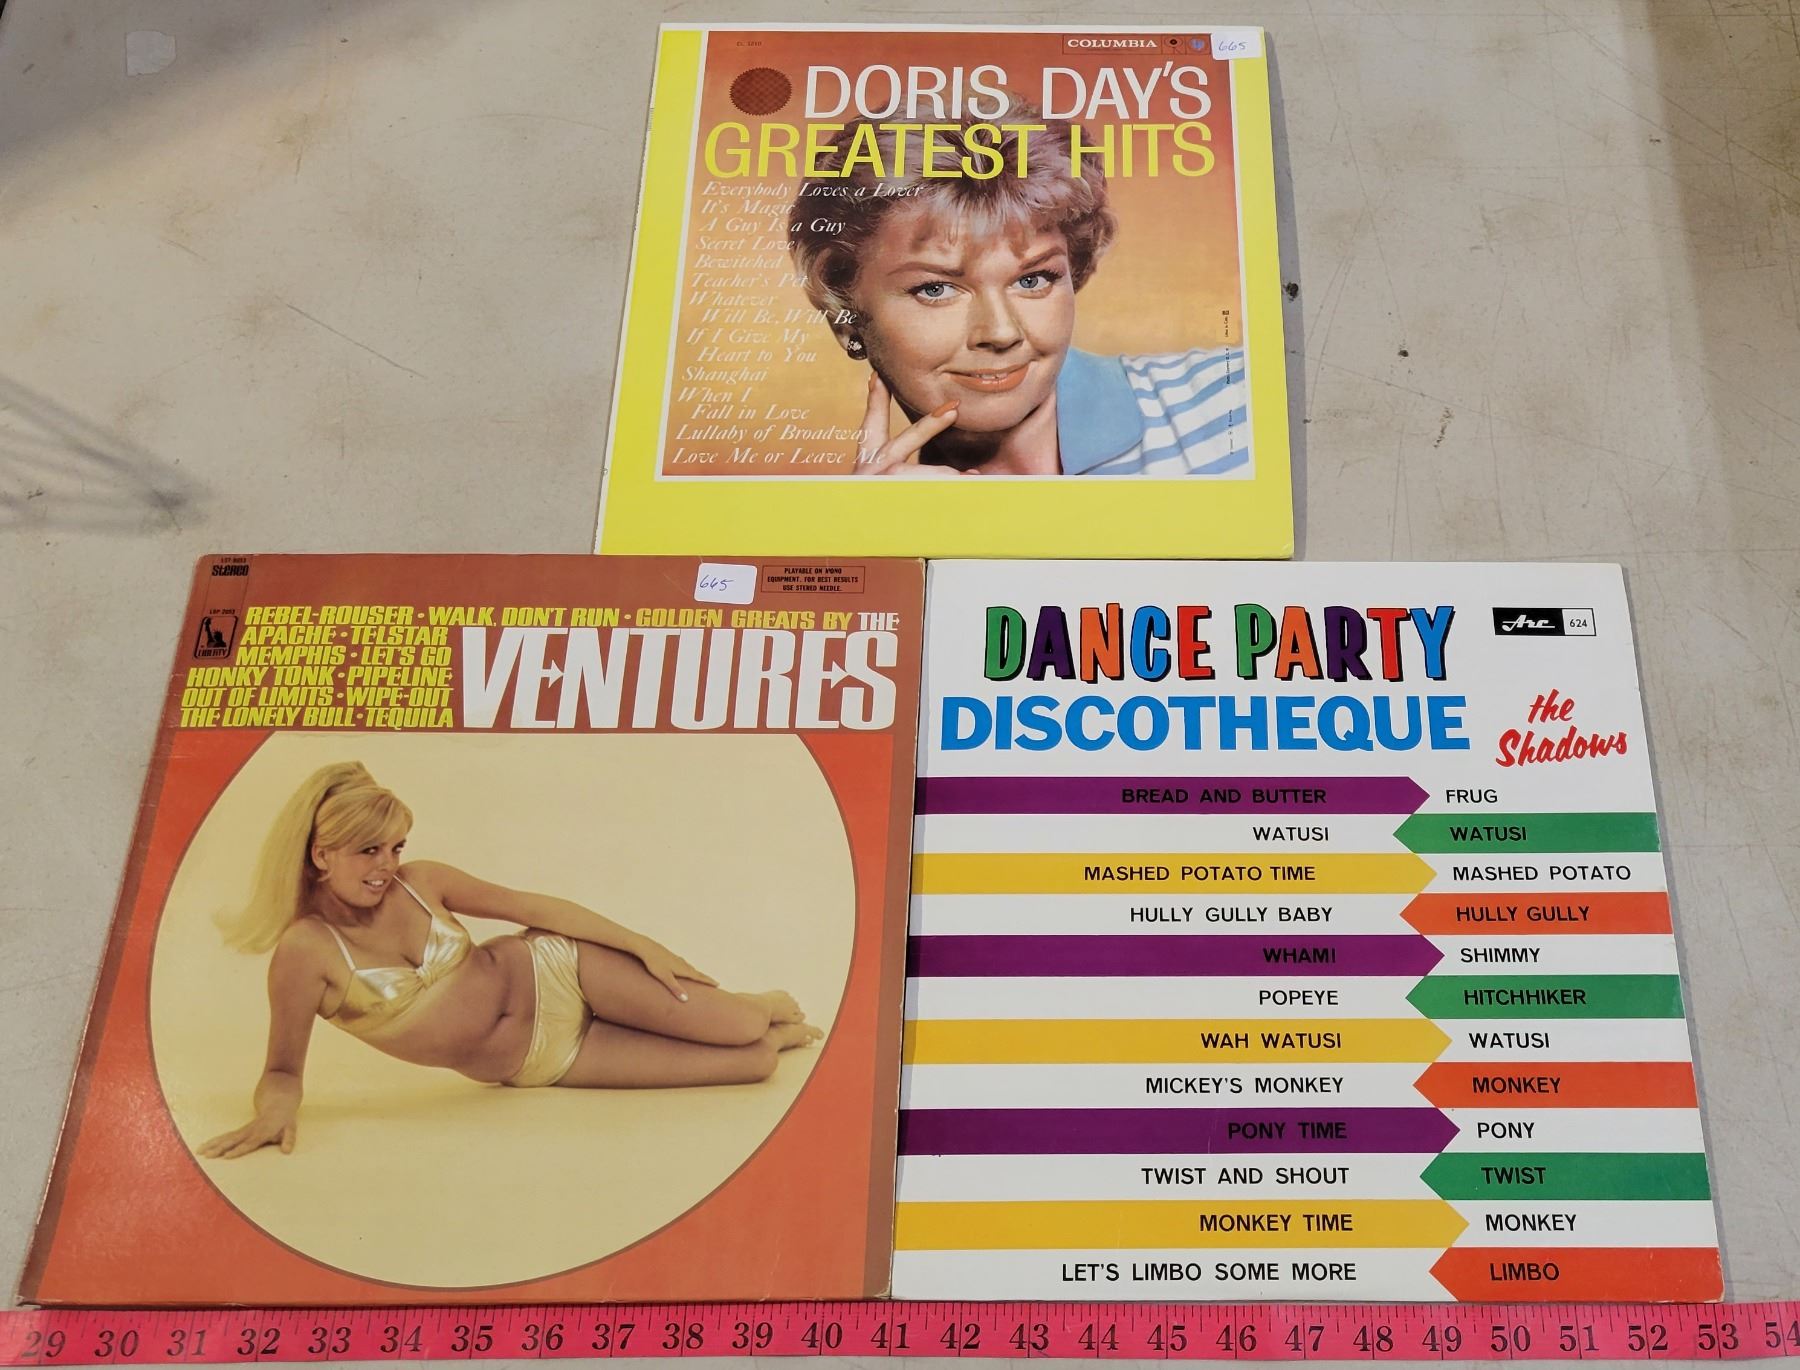 CL 1210
COLUMBIA
665
DORIS DAY'S
GREATEST HITS
Everybody Loves a Lover
It's Magic
A Guy Is a Guy
Secret Love
Bewitched
Teacher's Pet
Whatever
Will Be, Will Be
If I Give My
Heart to You
Shanghai
When I
Fall in Love
Lullaby of Broadway
Love Me or Leave Me
LST-8053
STEREO
665
PLAYABLE ON MONO
EQUIPMENT. FOR BEST RESULTS
USE STEREO NEEDLE.
LRP-2053
LIBERTY
REBEL-ROUSER • WALK, DON'T RUN • GOLDEN GREATS BY THE
APACHE • TELSTAR
MEMPHIS • LET'S GO
HONKY TONK • PIPELINE
OUT OF LIMITS • WIPE-OUT
THE LONELY BULL • TEQUILA
VENTURES
DANCE PARTY
Arc 624
DISCOTHEQUE
the
Shadows
BREAD AND BUTTER FRUG
WATUSI WATUSI
MASHED POTATO TIME MASHED POTATO
HULLY GULLY BABY HULLY GULLY
WHAMI SHIMMY
POPEYE HITCHHIKER
WAH WATUSI WATUSI
MICKEY'S MONKEY MONKEY
PONY TIME PONY
TWIST AND SHOUT TWIST
MONKEY TIME MONKEY
LET'S LIMBO SOME MORE LIMBO
29 30 31 32 33 34 35 36 37 38 39 40 41 42 43 44 45 46 47 48 49 50 51 52 53 54